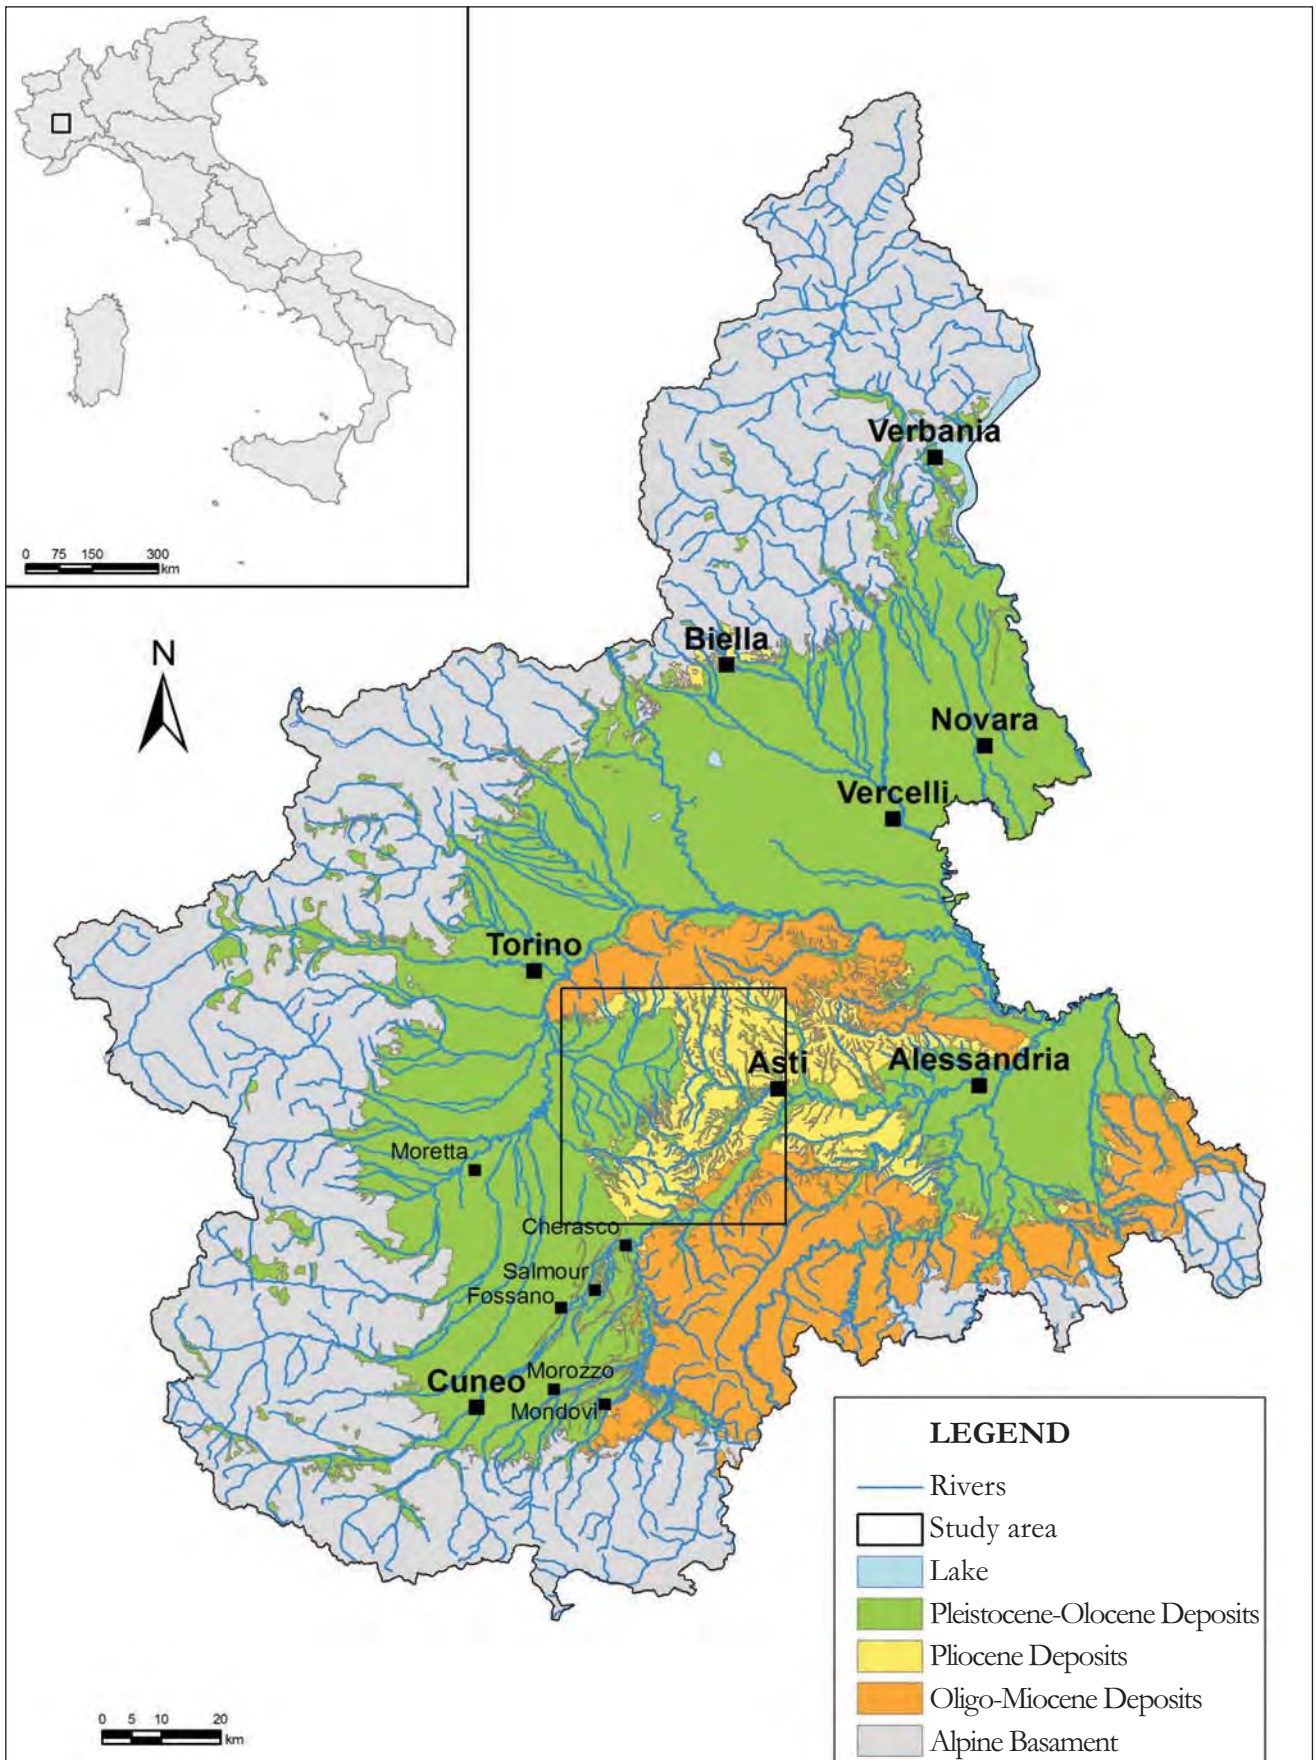 0 75 150 300
km
N
Verbania
Biella
Novara
Vercelli
Torino
Asti
Alessandria
Moretta
Cherasco
Salmour
Fossano
Morozzo
Cuneo
Mondovì
LEGEND
Rivers
Study area
Lake
Pleistocene-Olocene Deposits
Pliocene Deposits
Oligo-Miocene Deposits
Alpine Basament
0 5 10 20
km